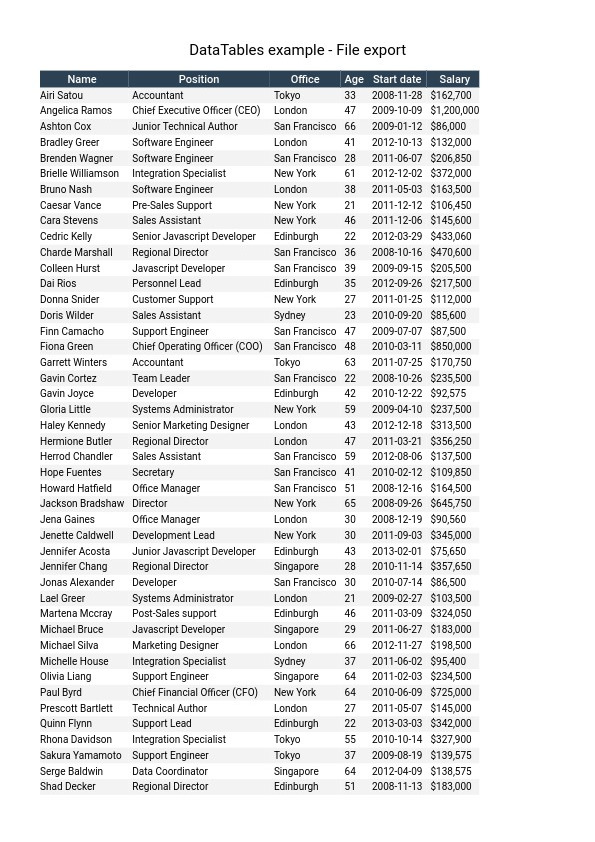 DataTables example - File export
Name Position Office Age Start date Salary
Airi Satou Accountant Tokyo 33 2008-11-28 $162,700
Angelica Ramos Chief Executive Officer (CEO) London 47 2009-10-09 $1,200,000
Ashton Cox Junior Technical Author San Francisco 66 2009-01-12 $86,000
Bradley Greer Software Engineer London 41 2012-10-13 $132,000
Brenden Wagner Software Engineer San Francisco 28 2011-06-07 $206,850
Brielle Williamson Integration Specialist New York 61 2012-12-02 $372,000
Bruno Nash Software Engineer London 38 2011-05-03 $163,500
Caesar Vance Pre-Sales Support New York 21 2011-12-12 $106,450
Cara Stevens Sales Assistant New York 46 2011-12-06 $145,600
Cedric Kelly Senior Javascript Developer Edinburgh 22 2012-03-29 $433,060
Charde Marshall Regional Director San Francisco 36 2008-10-16 $470,600
Colleen Hurst Javascript Developer San Francisco 39 2009-09-15 $205,500
Dai Rios Personnel Lead Edinburgh 35 2012-09-26 $217,500
Donna Snider Customer Support New York 27 2011-01-25 $112,000
Doris Wilder Sales Assistant Sydney 23 2010-09-20 $85,600
Finn Camacho Support Engineer San Francisco 47 2009-07-07 $87,500
Fiona Green Chief Operating Officer (COO) San Francisco 48 2010-03-11 $850,000
Garrett Winters Accountant Tokyo 63 2011-07-25 $170,750
Gavin Cortez Team Leader San Francisco 22 2008-10-26 $235,500
Gavin Joyce Developer Edinburgh 42 2010-12-22 $92,575
Gloria Little Systems Administrator New York 59 2009-04-10 $237,500
Haley Kennedy Senior Marketing Designer London 43 2012-12-18 $313,500
Hermione Butler Regional Director London 47 2011-03-21 $356,250
Herrod Chandler Sales Assistant San Francisco 59 2012-08-06 $137,500
Hope Fuentes Secretary San Francisco 41 2010-02-12 $109,850
Howard Hatfield Office Manager San Francisco 51 2008-12-16 $164,500
Jackson Bradshaw Director New York 65 2008-09-26 $645,750
Jena Gaines Office Manager London 30 2008-12-19 $90,560
Jenette Caldwell Development Lead New York 30 2011-09-03 $345,000
Jennifer Acosta Junior Javascript Developer Edinburgh 43 2013-02-01 $75,650
Jennifer Chang Regional Director Singapore 28 2010-11-14 $357,650
Jonas Alexander Developer San Francisco 30 2010-07-14 $86,500
Lael Greer Systems Administrator London 21 2009-02-27 $103,500
Martena Mccray Post-Sales support Edinburgh 46 2011-03-09 $324,050
Michael Bruce Javascript Developer Singapore 29 2011-06-27 $183,000
Michael Silva Marketing Designer London 66 2012-11-27 $198,500
Michelle House Integration Specialist Sydney 37 2011-06-02 $95,400
Olivia Liang Support Engineer Singapore 64 2011-02-03 $234,500
Paul Byrd Chief Financial Officer (CFO) New York 64 2010-06-09 $725,000
Prescott Bartlett Technical Author London 27 2011-05-07 $145,000
Quinn Flynn Support Lead Edinburgh 22 2013-03-03 $342,000
Rhona Davidson Integration Specialist Tokyo 55 2010-10-14 $327,900
Sakura Yamamoto Support Engineer Tokyo 37 2009-08-19 $139,575
Serge Baldwin Data Coordinator Singapore 64 2012-04-09 $138,575
Shad Decker Regional Director Edinburgh 51 2008-11-13 $183,000